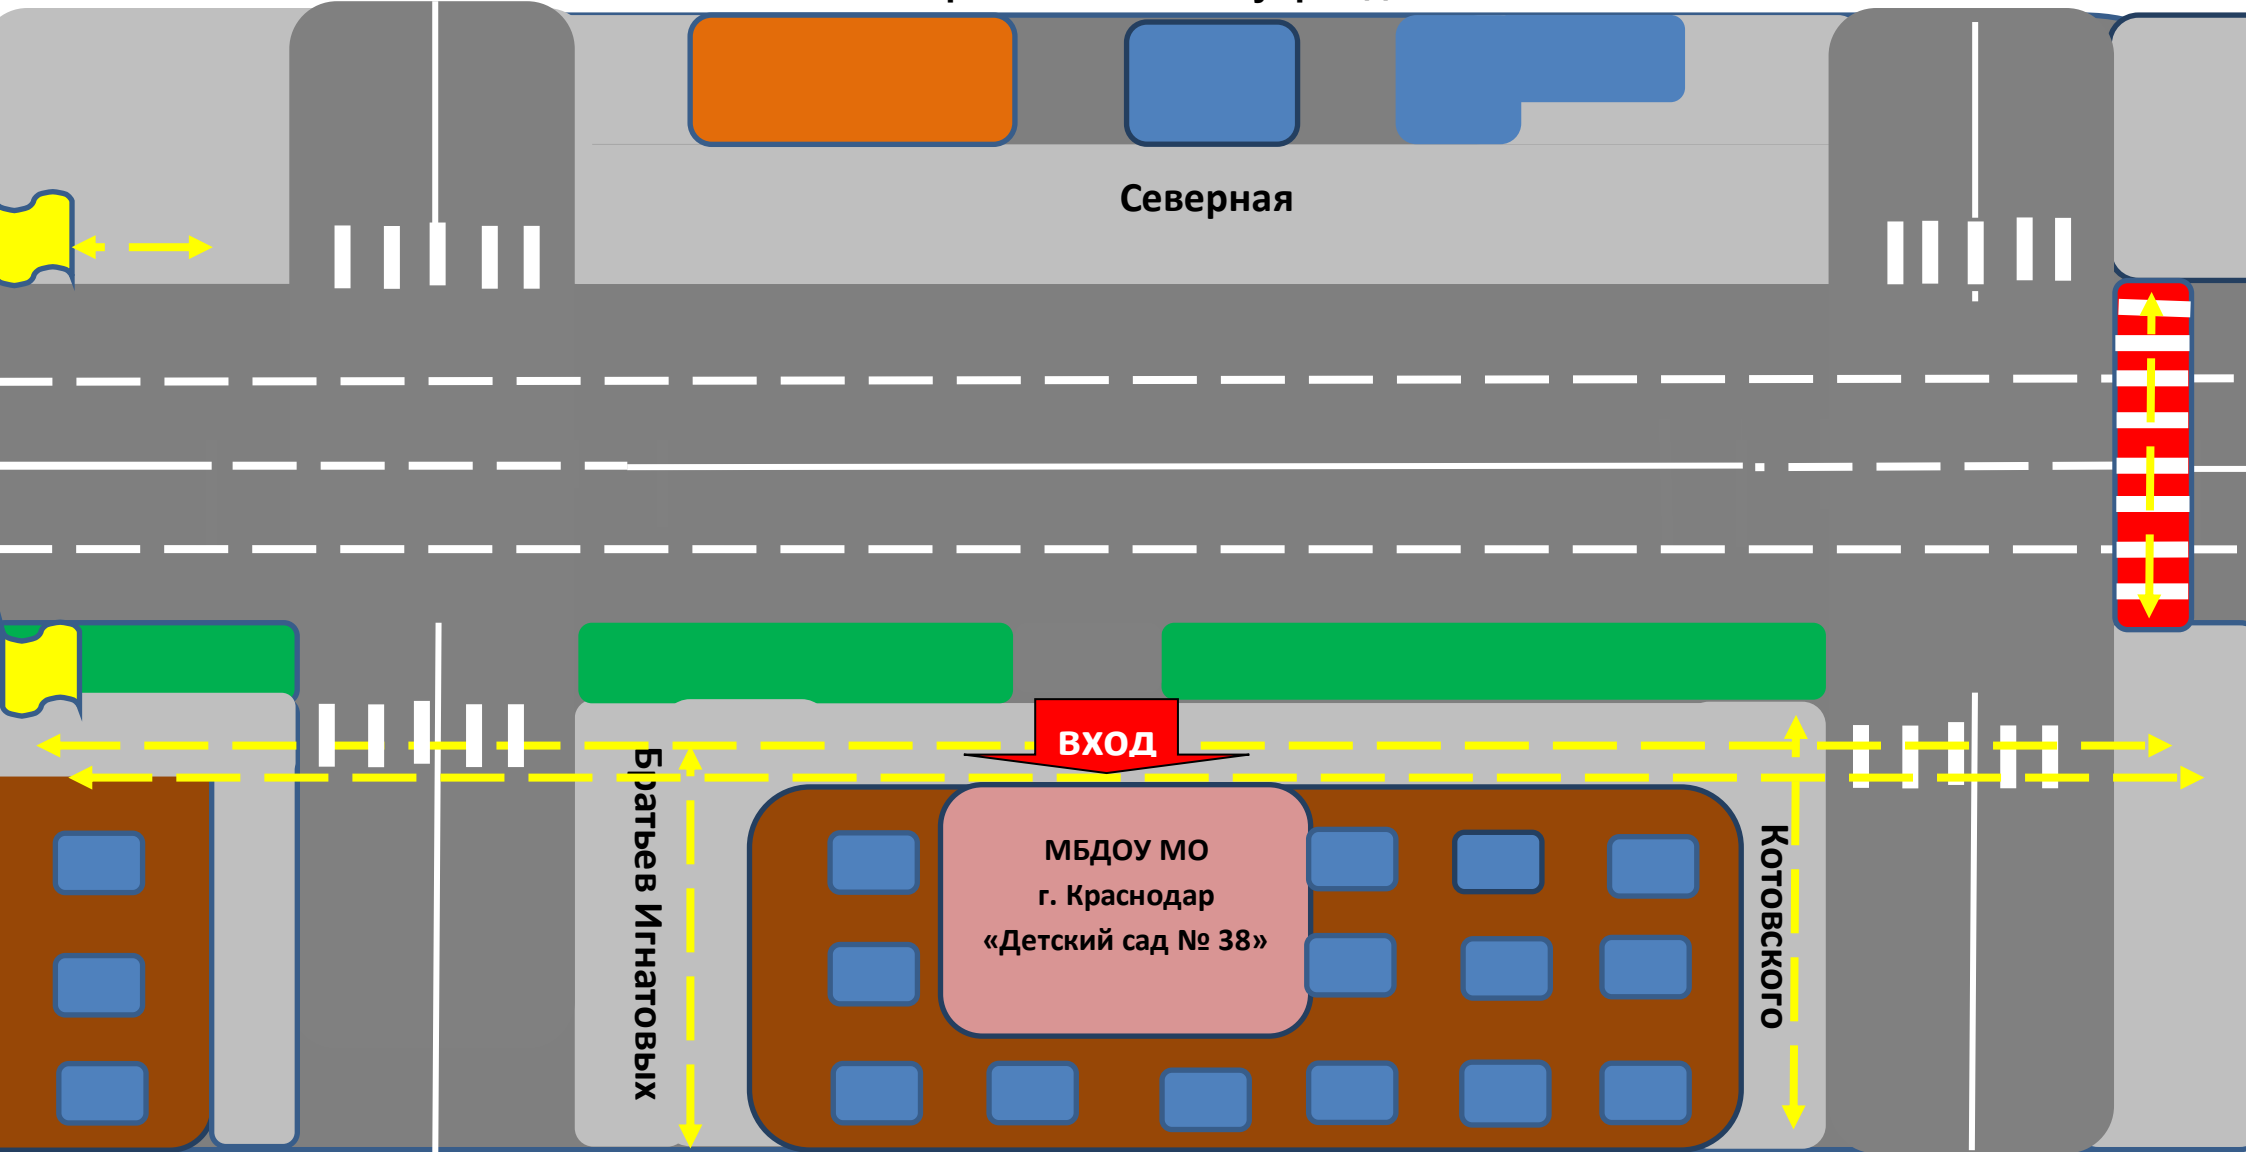 Северная
ВХОД
Братьев Игнатовых
МБДОУ МО
г. Краснодар
«Детский сад № 38»
Котовского